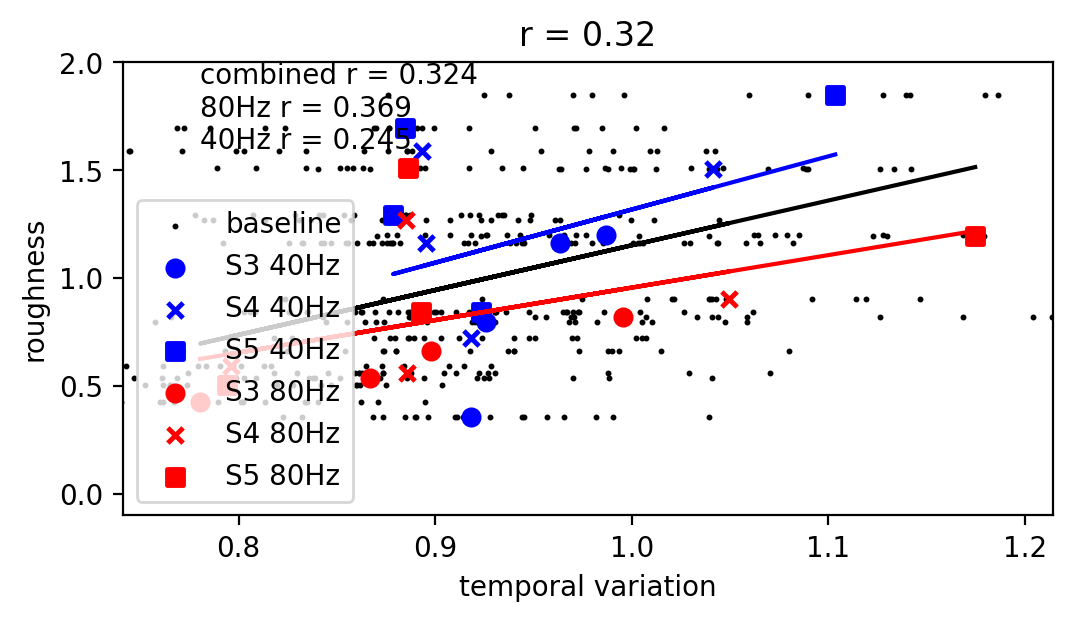 r = 0.32
combined r = 0.324
80Hz r = 0.369
40Hz r = 0.245
baseline
S3 40Hz
S4 40Hz
S5 40Hz
S3 80Hz
S4 80Hz
S5 80Hz
roughness
2.0
1.5
1.0
0.5
0.0
0.8 0.9 1.0 1.1 1.2
temporal variation